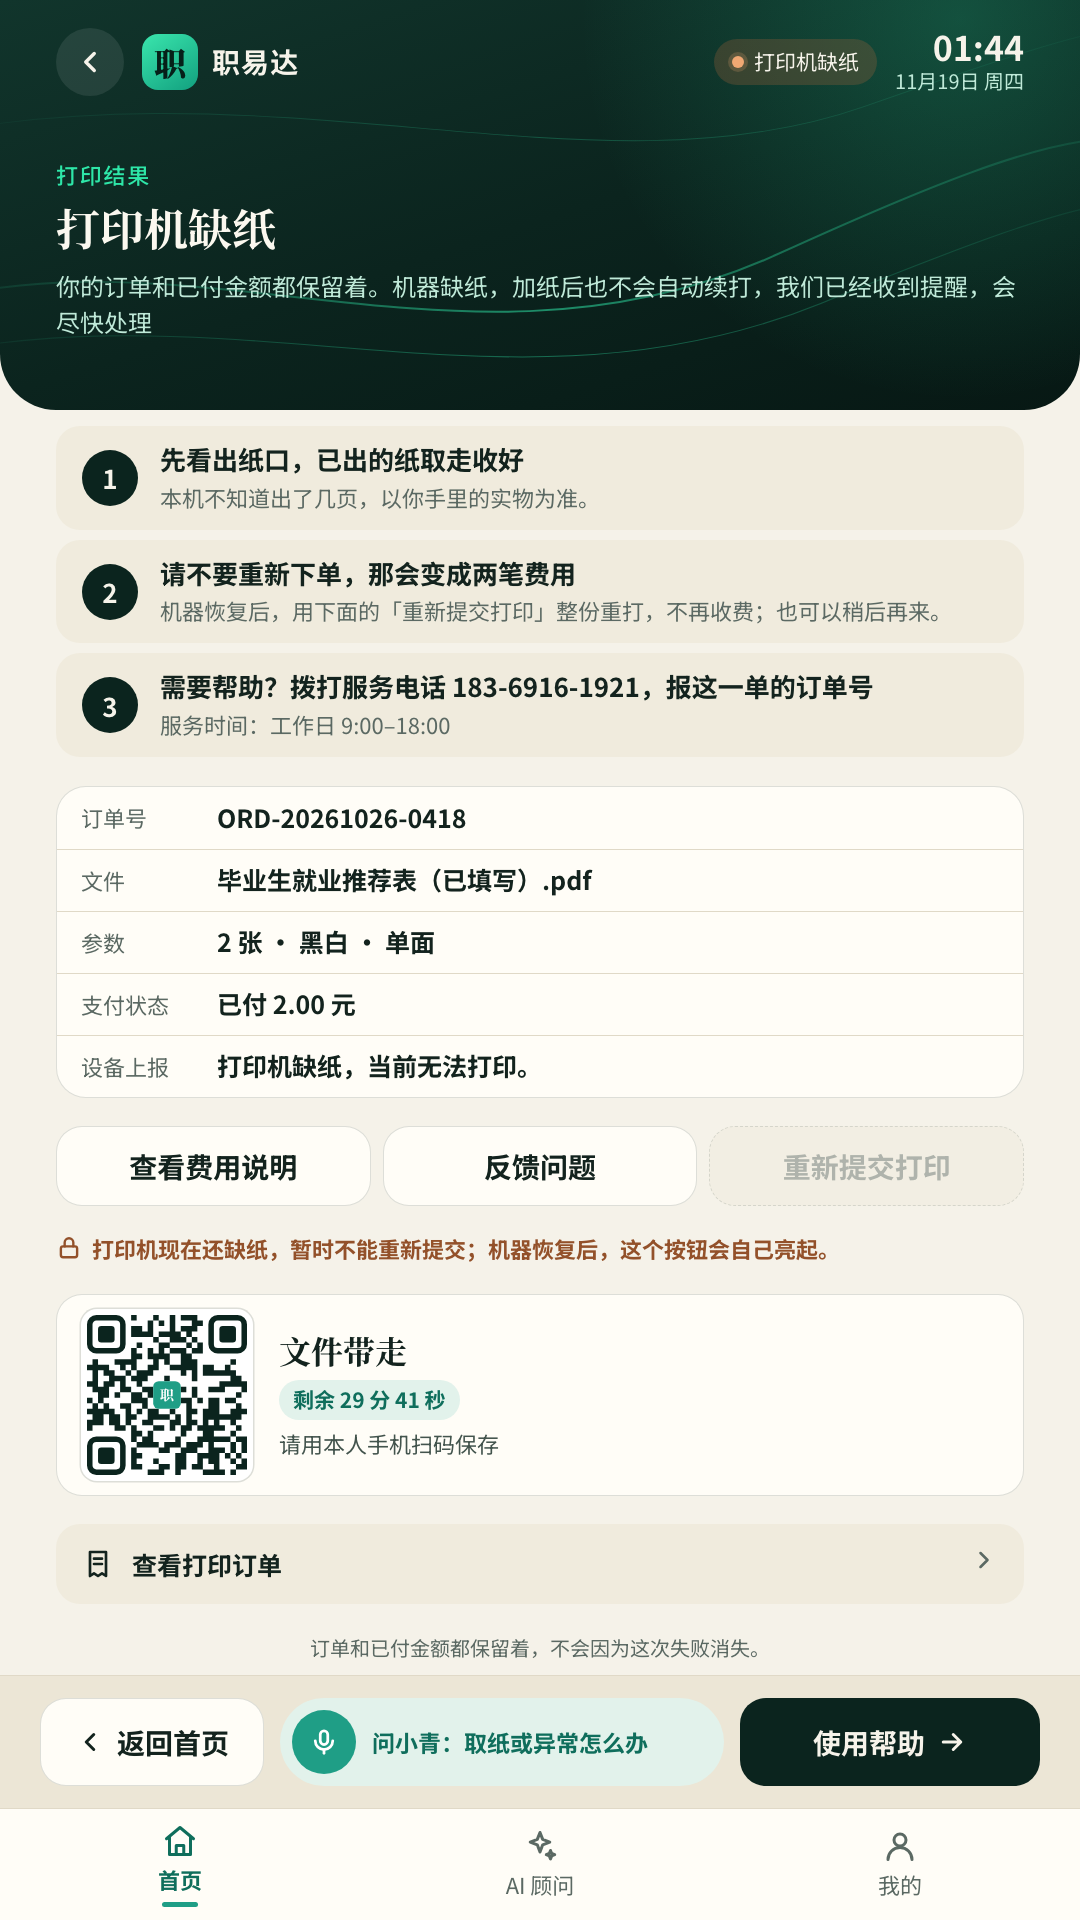 职 职易达
打印机缺纸
01:44
11月19日 周四
打印结果
打印机缺纸
你的订单和已付金额都保留着。机器缺纸，加纸后也不会自动续打，我们已经收到提醒，会
尽快处理
1
先看出纸口，已出的纸取走收好
本机不知道出了几页，以你手里的实物为准。
2
请不要重新下单，那会变成两笔费用
机器恢复后，用下面的「重新提交打印」整份重打，不再收费；也可以稍后再来。
3
需要帮助？拨打服务电话 183-6916-1921，报这一单的订单号
服务时间：工作日 9:00–18:00
订单号 ORD-20261026-0418
文件 毕业生就业推荐表（已填写）.pdf
参数 2 张 · 黑白 · 单面
支付状态 已付 2.00 元
设备上报 打印机缺纸，当前无法打印。
查看费用说明 反馈问题 重新提交打印
打印机现在还缺纸，暂时不能重新提交；机器恢复后，这个按钮会自己亮起。
职
文件带走
剩余 29 分 41 秒
请用本人手机扫码保存
查看打印订单
订单和已付金额都保留着，不会因为这次失败消失。
返回首页 问小青：取纸或异常怎么办 使用帮助
首页 AI 顾问 我的